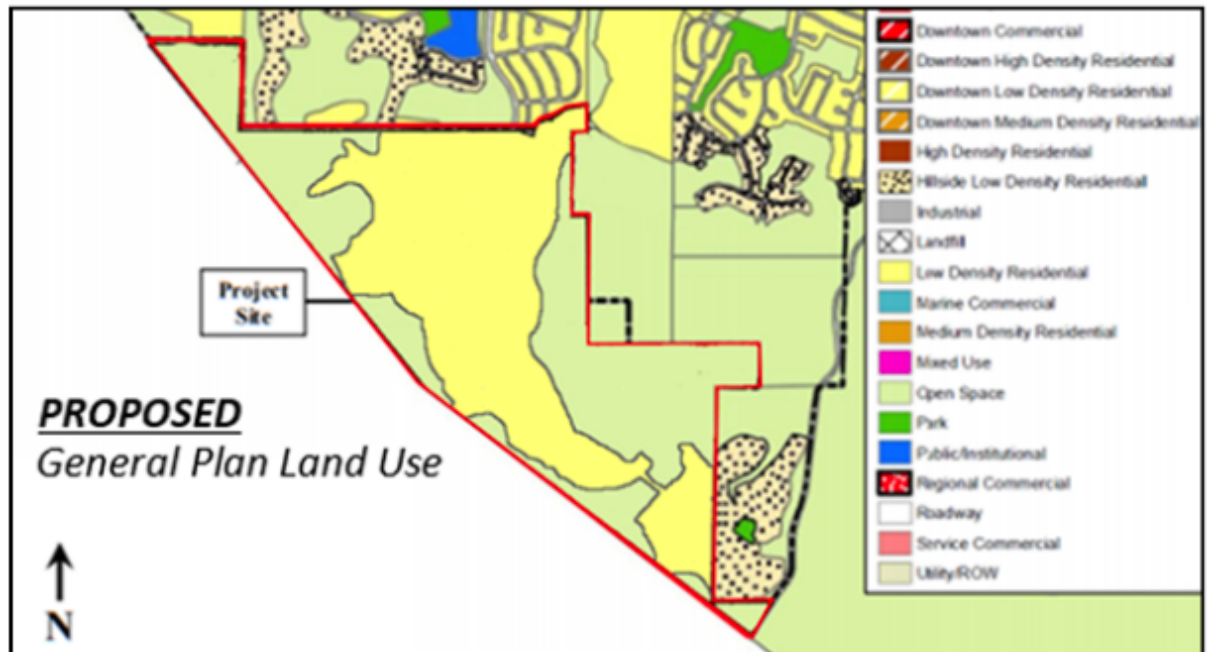 Downtown Commercial
Downtown High Density Residential
Downtown Low Density Residential
Downtown Medium Density Residential
High Density Residential
Hillside Low Density Residential
Industrial
Landfill
Low Density Residential
Marine Commercial
Medium Density Residential
Mixed Use
Open Space
Park
Public/Institutional
Regional Commercial
Roadway
Service Commercial
Utility/ROW
Project
Site
PROPOSED
General Plan Land Use
N